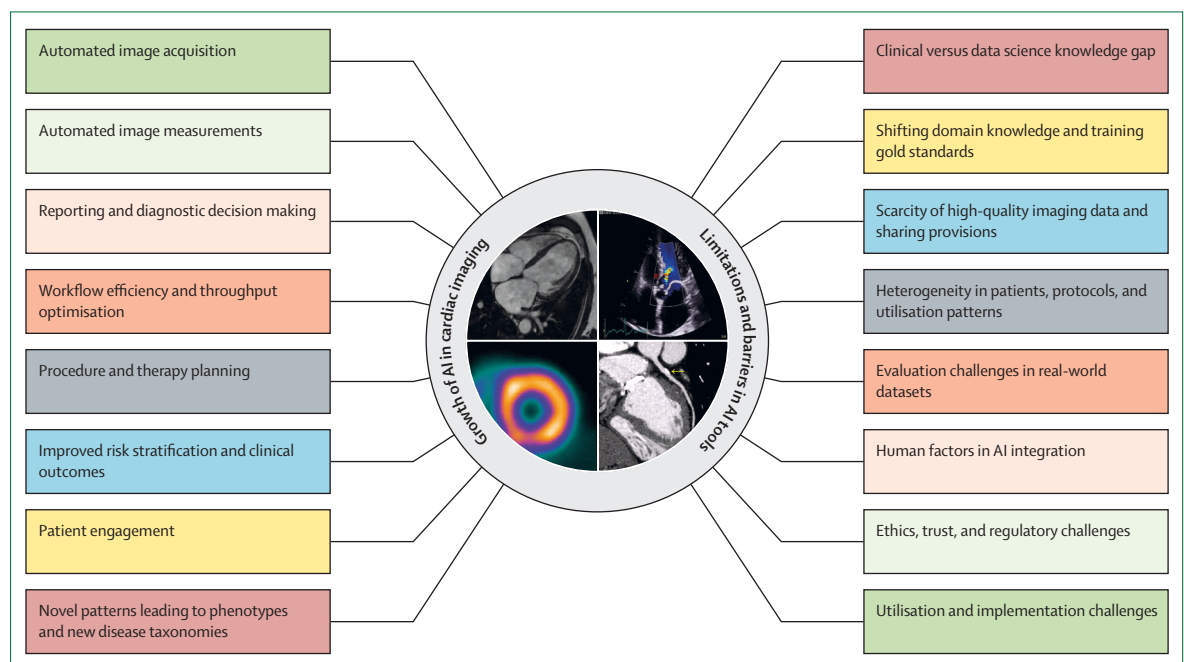 Automated image acquisition
Automated image measurements
Reporting and diagnostic decision making
Workflow efficiency and throughput
optimisation
Procedure and therapy planning
Improved risk stratification and clinical
outcomes
Patient engagement
Novel patterns leading to phenotypes
and new disease taxonomies
Growth of AI in cardiac imaging
Limitations and barriers in AI tools
Clinical versus data science knowledge gap
Shifting domain knowledge and training
gold standards
Scarcity of high-quality imaging data and
sharing provisions
Heterogeneity in patients, protocols, and
utilisation patterns
Evaluation challenges in real-world
datasets
Human factors in AI integration
Ethics, trust, and regulatory challenges
Utilisation and implementation challenges